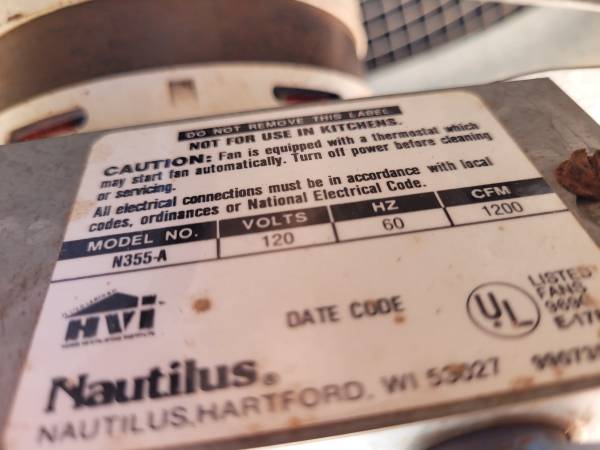 DO NOT REMOVE THIS LABEL
NOT FOR USE IN KITCHENS.
CAUTION: Fan is equipped with a thermostat which
may start fan automatically. Turn off power before cleaning
or servicing.
All electrical connections must be in accordance with local
codes, ordinances or National Electrical Code.
MODEL NO. VOLTS HZ CFM
N355-A 120 60 1200
HVI
DATE CODE
UL
LISTED
FANS
Nautilus®
NAUTILUS, HARTFORD, WI 53027